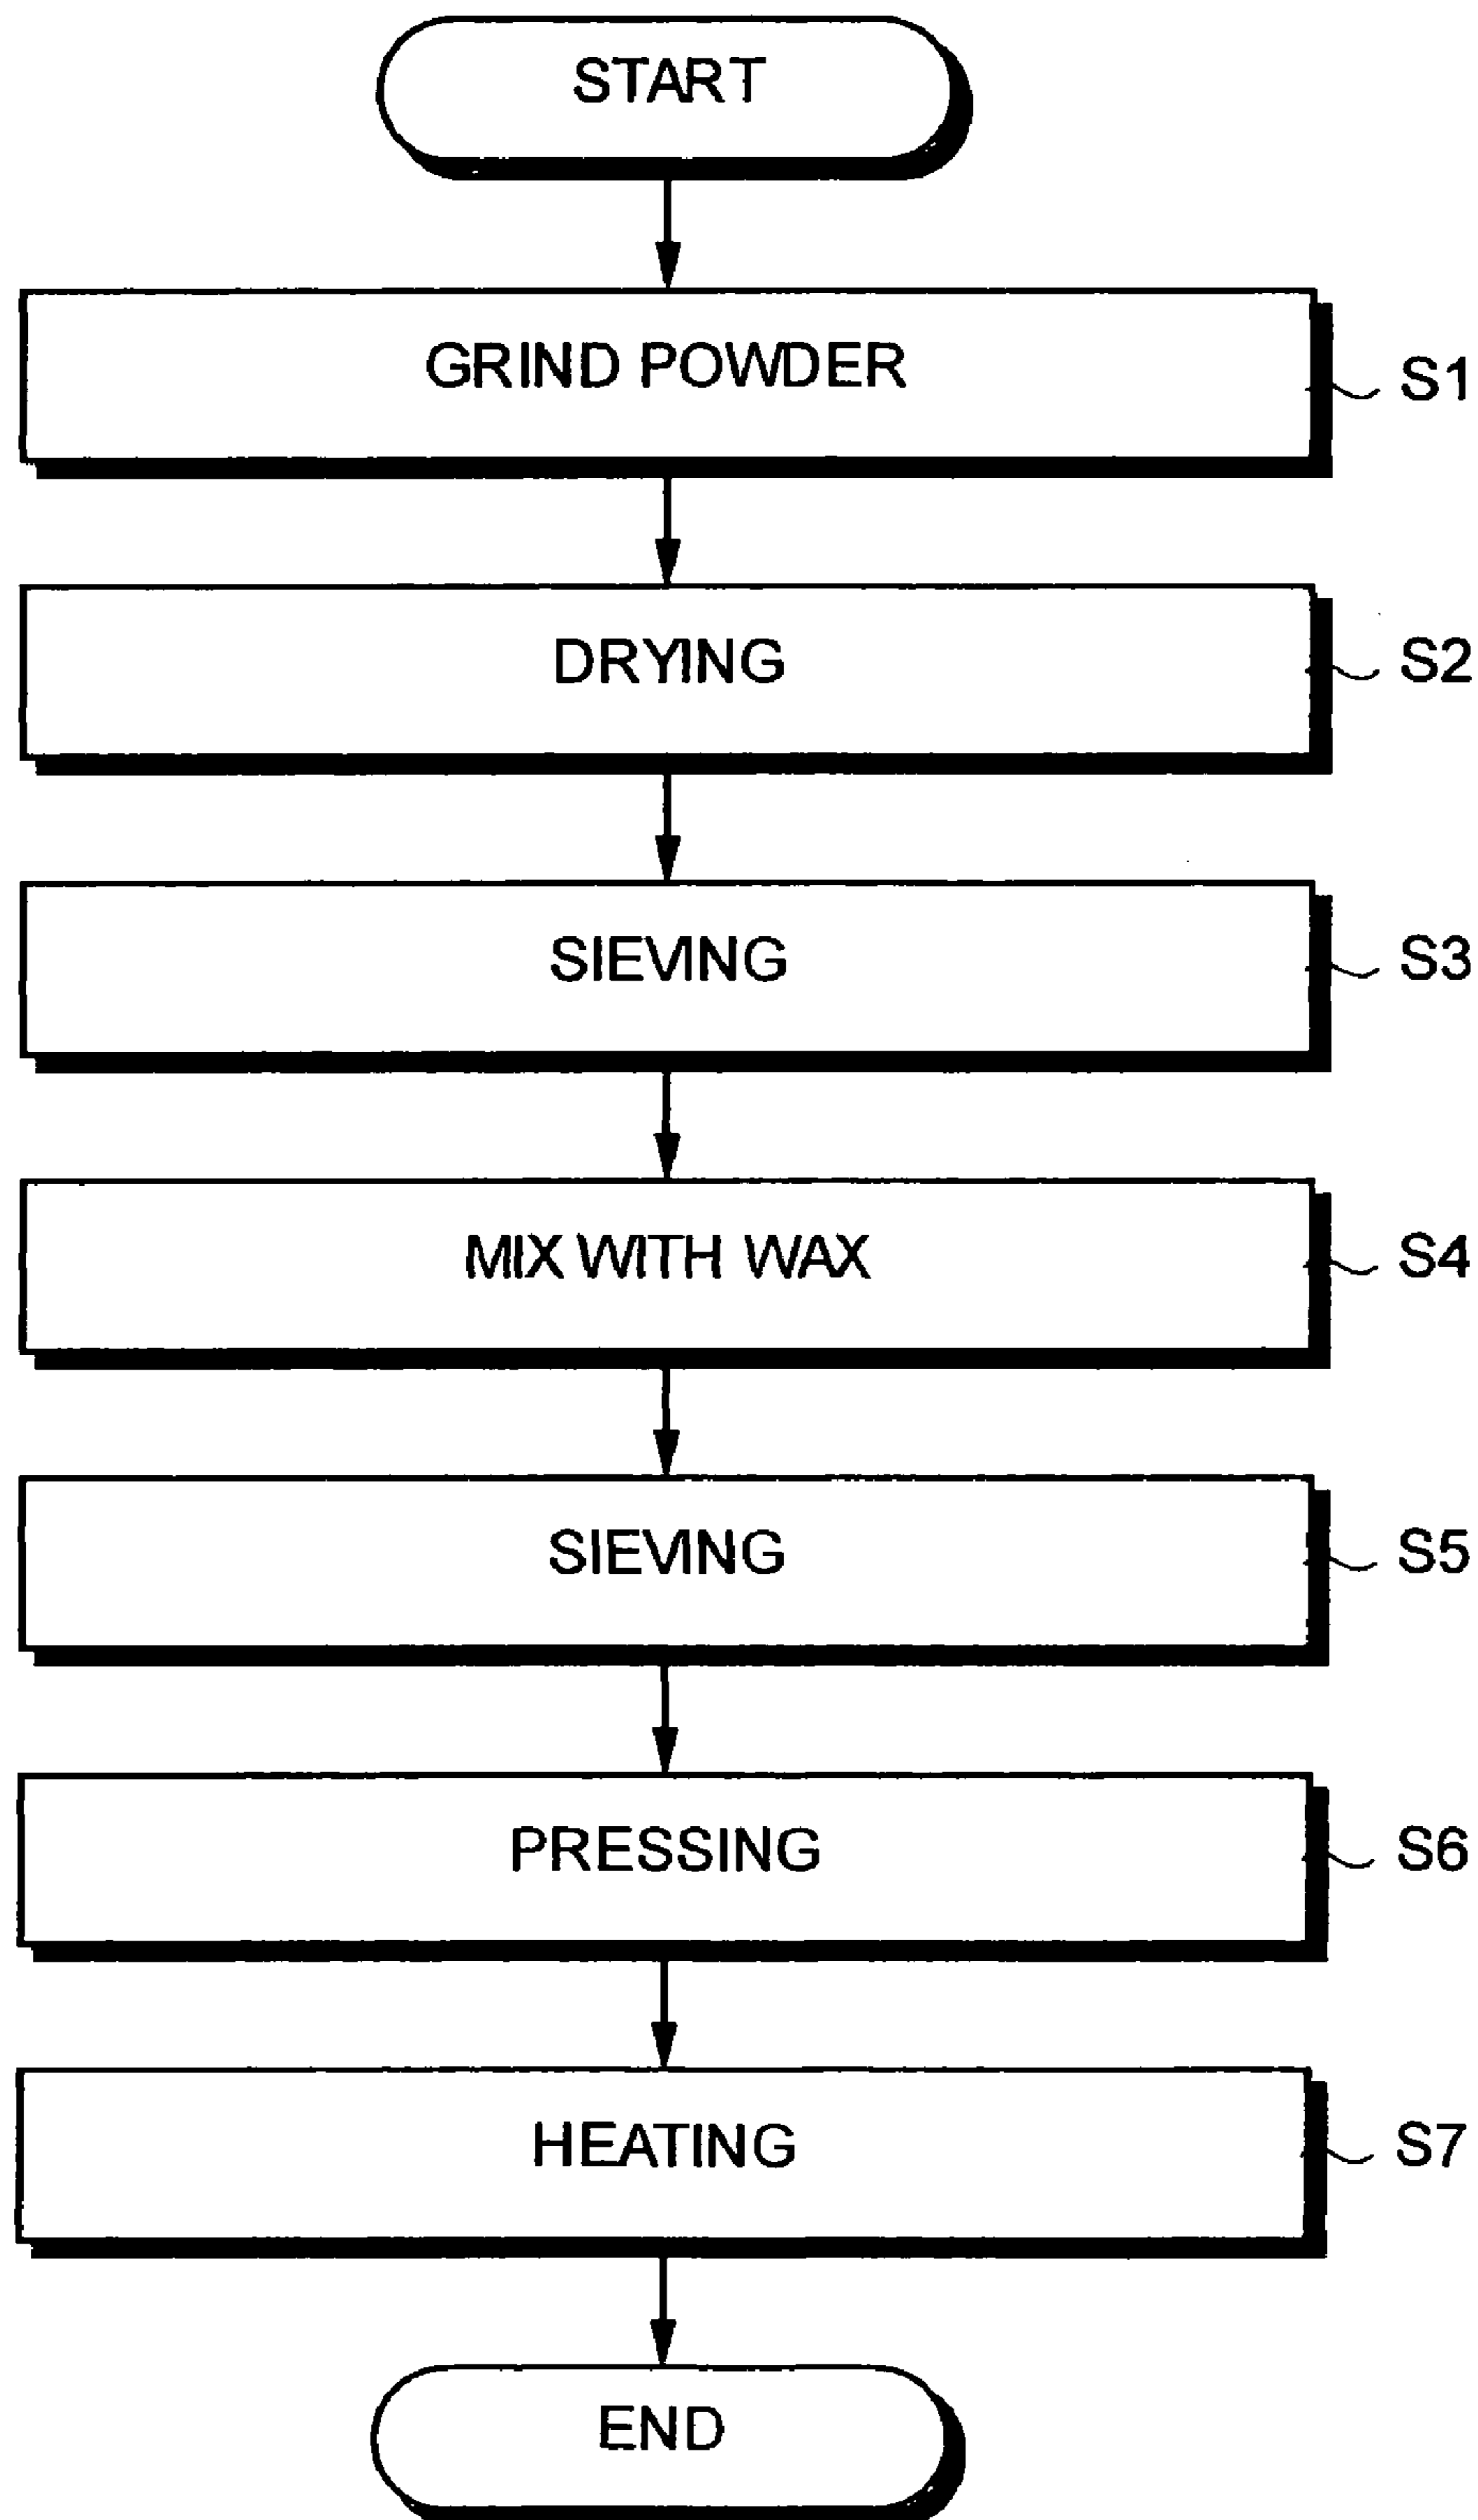 START
GRIND POWDER
S1
DRYING
S2
SIEVING
S3
MIX WITH WAX
S4
SIEVING
S5
PRESSING
S6
HEATING
S7
END